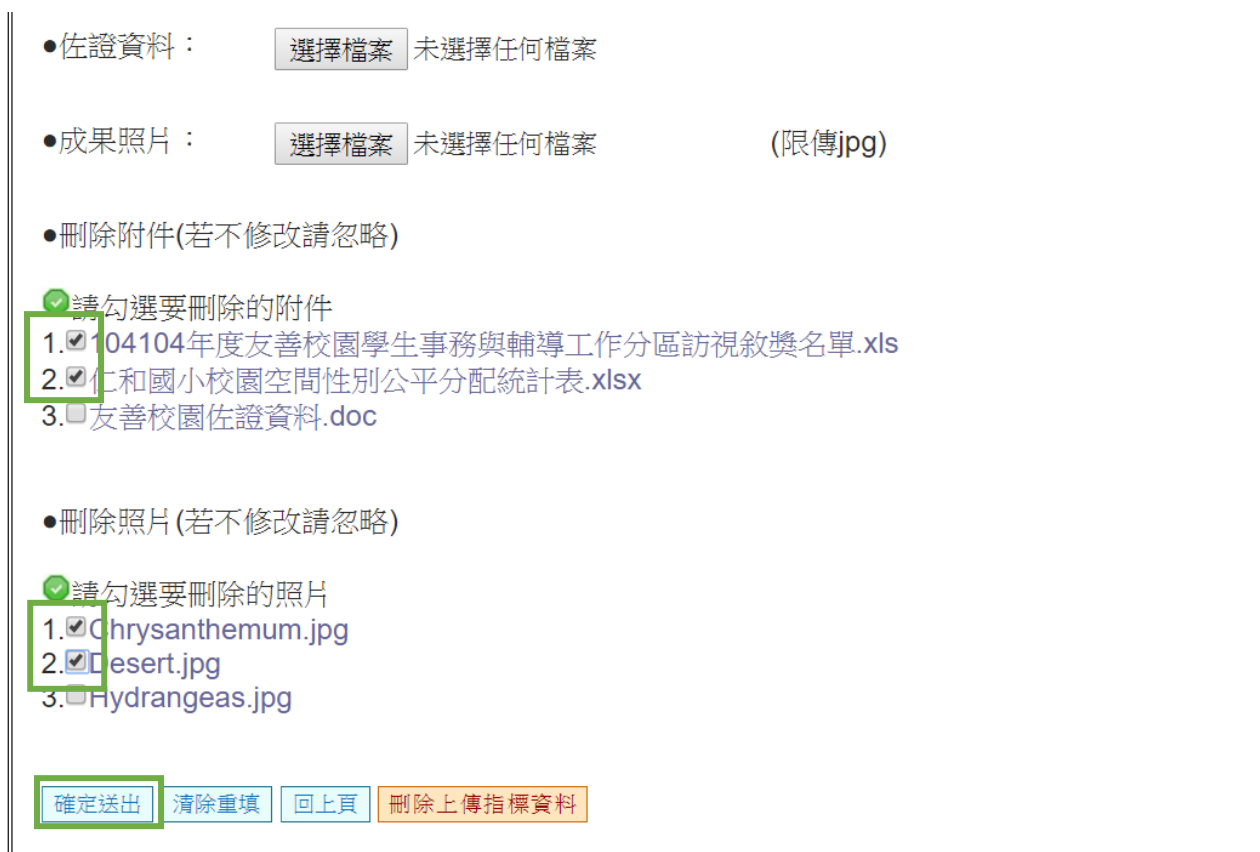 ●佐證資料： 選擇檔案 未選擇任何檔案
●成果照片： 選擇檔案 未選擇任何檔案 (限傳jpg)
●刪除附件(若不修改請忽略)
請勾選要刪除的附件
1.104104年度友善校園學生事務與輔導工作分區訪視敘獎名單.xls
2.仁和國小校園空間性別公平分配統計表.xlsx
3.友善校園佐證資料.doc
●刪除照片(若不修改請忽略)
請勾選要刪除的照片
1.Chrysanthemum.jpg
2.Desert.jpg
3.Hydrangeas.jpg
確定送出 清除重填 回上頁 刪除上傳指標資料